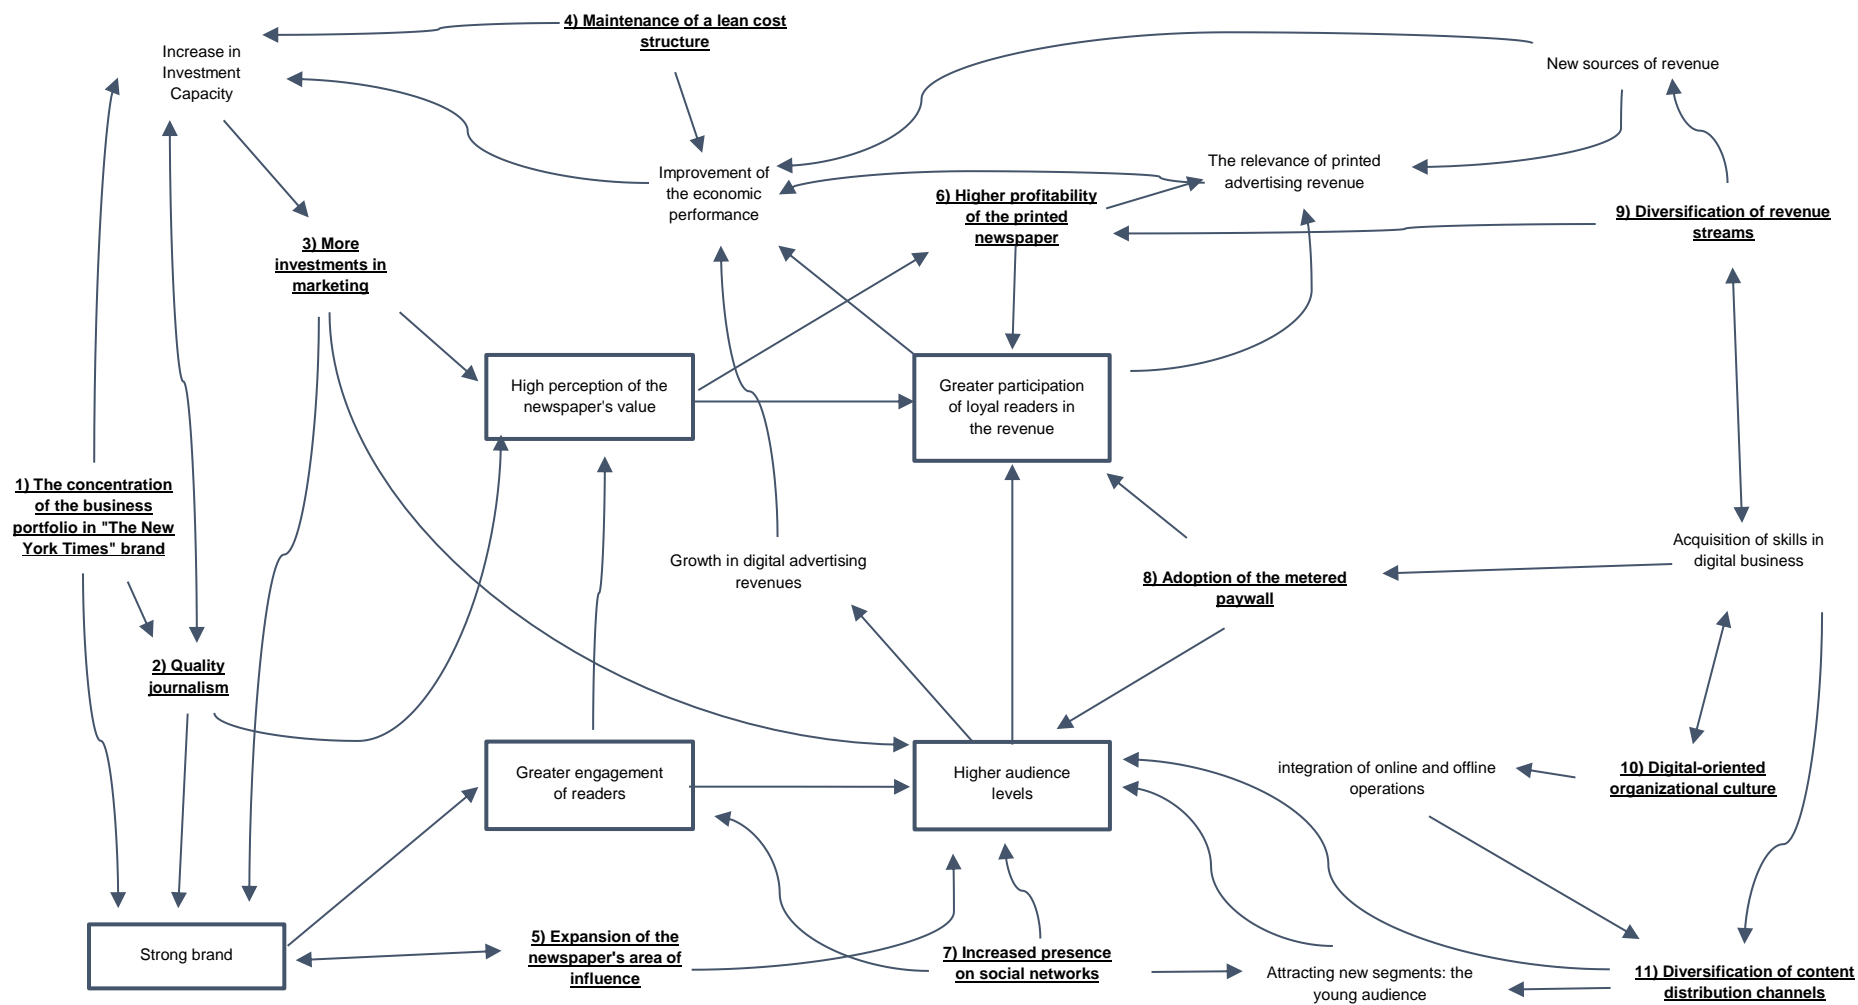 4) Maintenance of a lean cost
structure
Increase in
Investment
Capacity
New sources of revenue
Improvement of
the economic
performance
The relevance of printed
advertising revenue
6) Higher profitability
of the printed
newspaper
9) Diversification of revenue
streams
3) More
investments in
marketing
High perception of the
newspaper's value
Greater participation
of loyal readers in
the revenue
1) The concentration
of the business
portfolio in "The New
York Times" brand
Growth in digital advertising
revenues
8) Adoption of the metered
paywall
Acquisition of skills in
digital business
2) Quality
journalism
Greater engagement
of readers
Higher audience
levels
integration of online and offline
operations
10) Digital-oriented
organizational culture
Strong brand
5) Expansion of the
newspaper's area of
influence
7) Increased presence
on social networks
Attracting new segments: the
young audience
11) Diversification of content
distribution channels